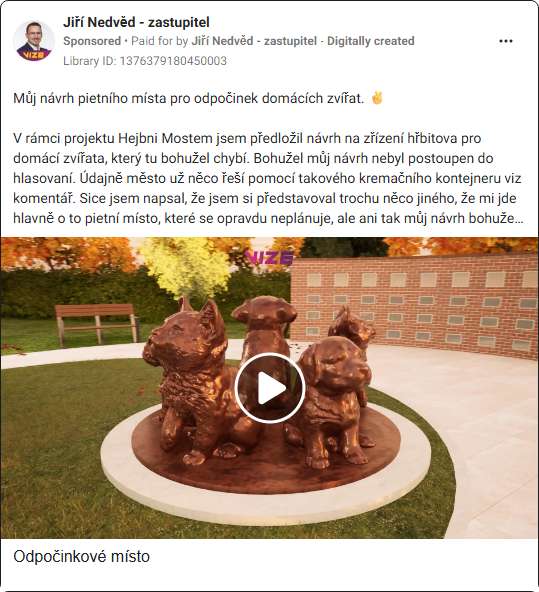 Jiří Nedvěd - zastupitel
Sponsored • Paid for by Jiří Nedvěd - zastupitel - Digitally created
Library ID: 1376379180450003
VIZE
Můj návrh pietního místa pro odpočinek domácích zvířat. ✌
V rámci projektu Hejbni Mostem jsem předložil návrh na zřízení hřbitova pro
domácí zvířata, který tu bohužel chybí. Bohužel můj návrh nebyl postoupen do
hlasovaní. Údajně město už něco řeší pomocí takového kremačního kontejneru viz
komentář. Sice jsem napsal, že jsem si představoval trochu něco jiného, že mi jde
hlavně o to pietní místo, které se opravdu neplánuje, ale ani tak můj návrh bohuže...
VIZE
Odpočinkové místo